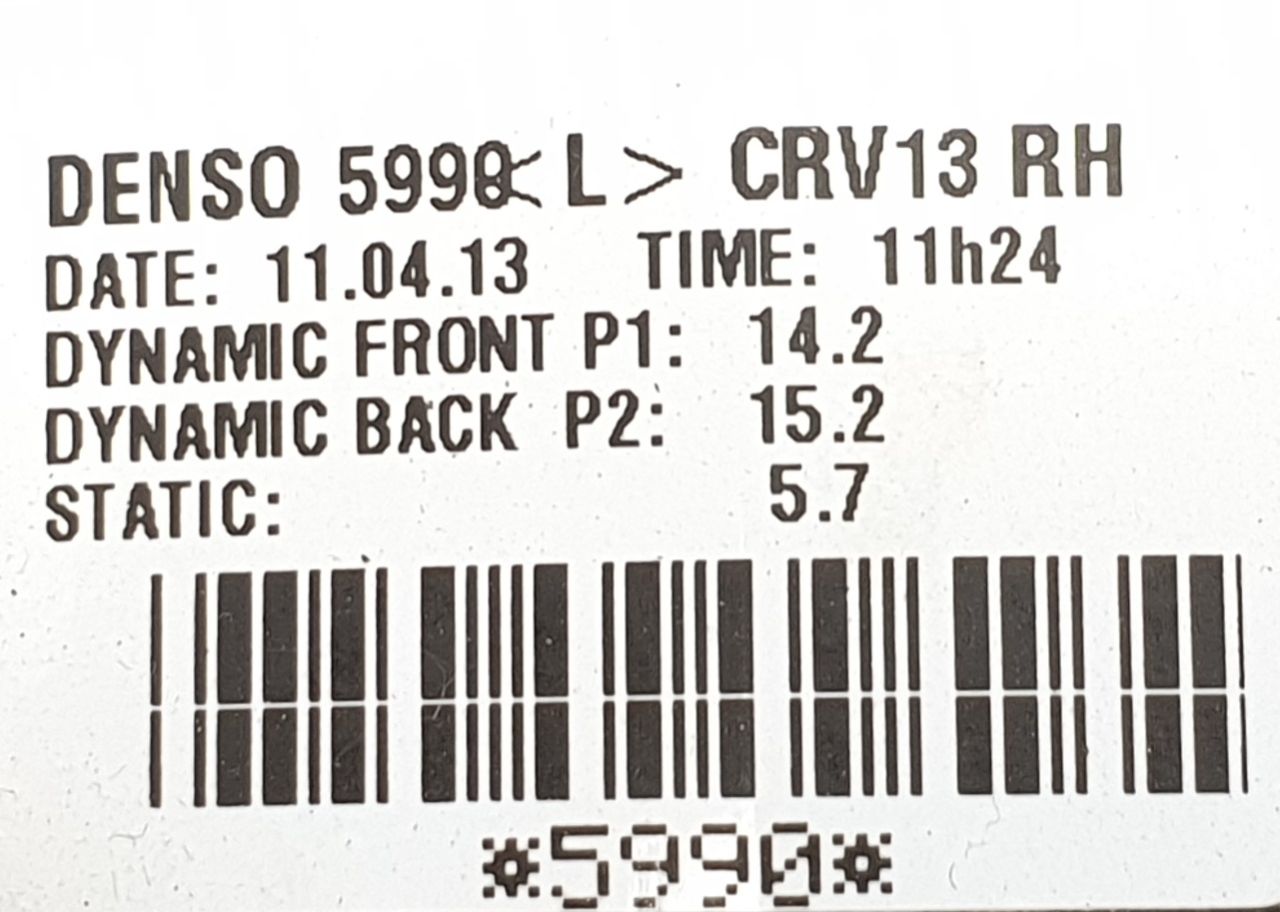 DENSO 5990< L > CRV13 RH
DATE: 11.04.13 TIME: 11h24
DYNAMIC FRONT P1: 14.2
DYNAMIC BACK P2: 15.2
STATIC: 5.7
*5990*